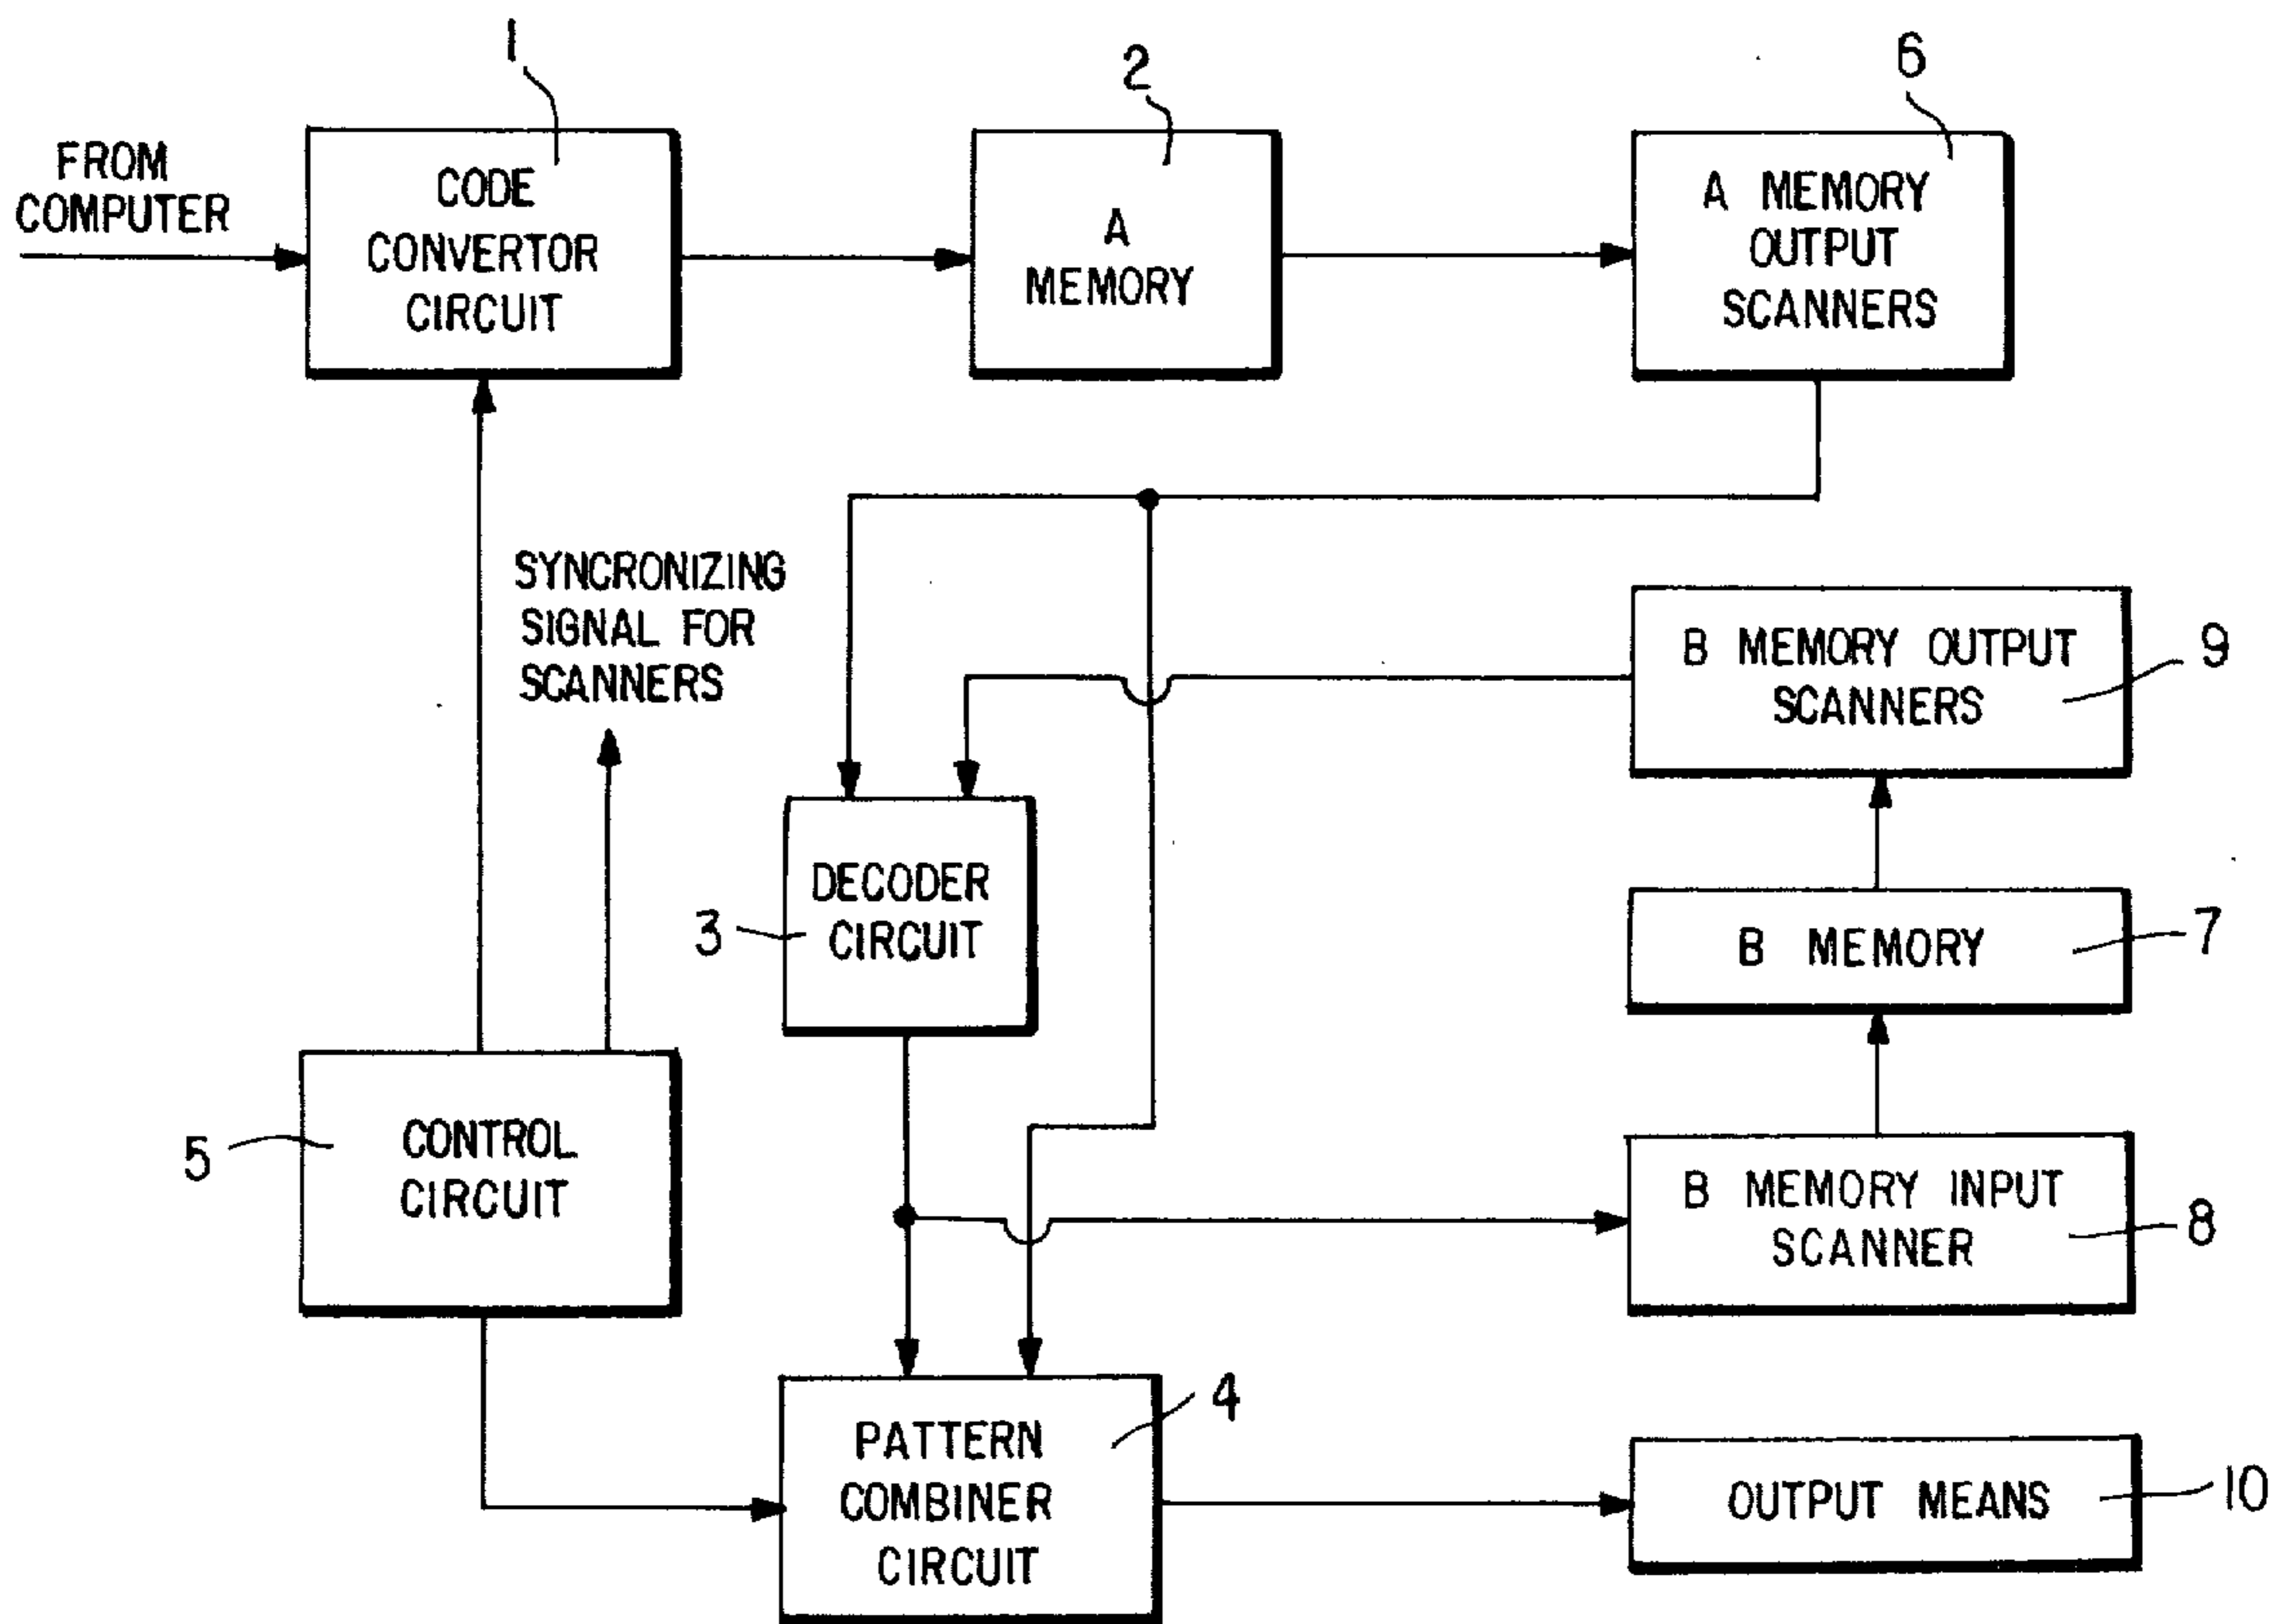 1
2
6
FROM
COMPUTER
CODE
CONVERTOR
CIRCUIT
A
MEMORY
A MEMORY
OUTPUT
SCANNERS
SYNCRONIZING
SIGNAL FOR
SCANNERS
B MEMORY OUTPUT
SCANNERS
9
DECODER
CIRCUIT
3
B MEMORY
7
CONTROL
CIRCUIT
5
B MEMORY INPUT
SCANNER
8
PATTERN
COMBINER
CIRCUIT
4
OUTPUT MEANS
10